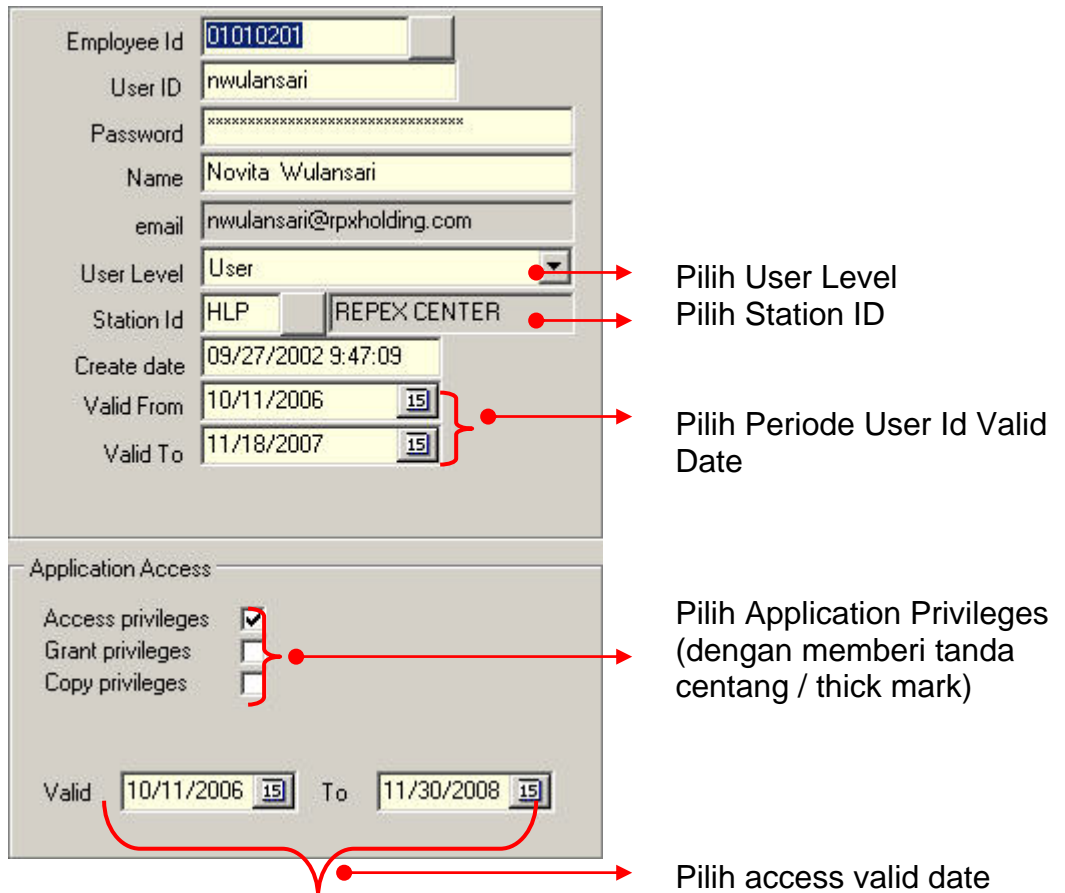 Employee Id 01010201
User ID nwulansari
Password ********************************
Name Novita Wulansari
email nwulansari@rpxholding.com
User Level User
Pilih User Level
Station Id HLP REPEX CENTER
Pilih Station ID
Create date 09/27/2002 9:47:09
Valid From 10/11/2006 15
Valid To 11/18/2007 15
Pilih Periode User Id Valid
Date
Application Access
Access privileges
Grant privileges
Copy privileges
Pilih Application Privileges
(dengan memberi tanda
centang / thick mark)
Valid 10/11/2006 15 To 11/30/2008 15
Pilih access valid date